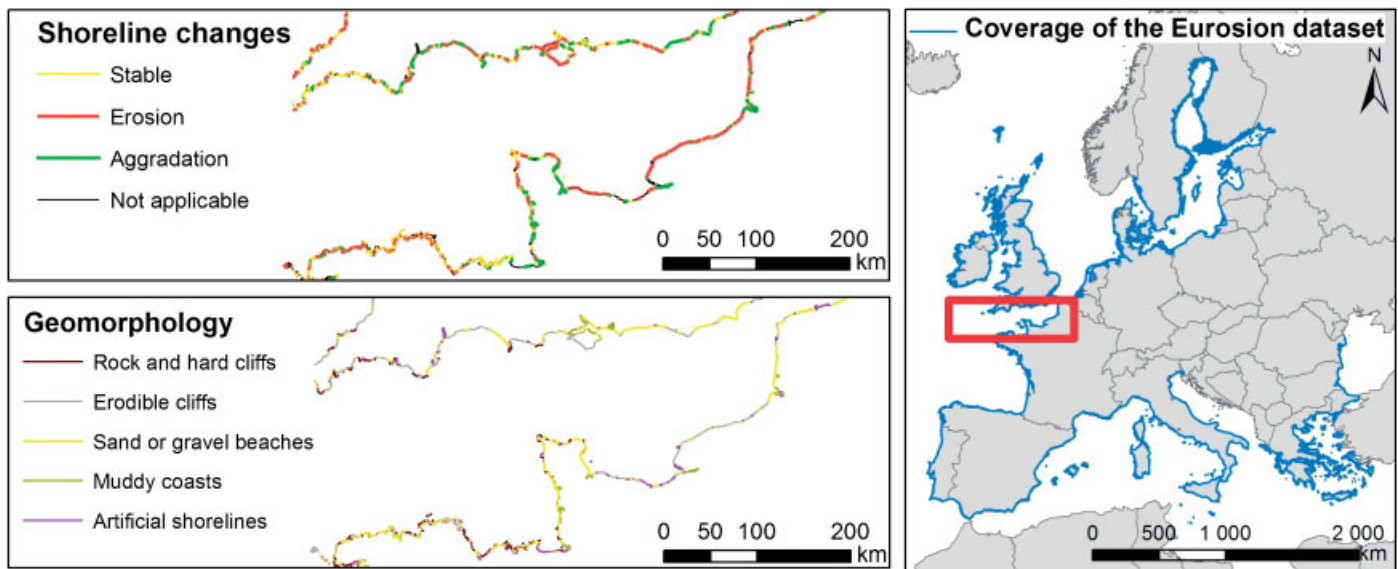 Shoreline changes
Stable
Erosion
Aggradation
Not applicable
0 50 100 200
km
Geomorphology
Rock and hard cliffs
Erodible cliffs
Sand or gravel beaches
Muddy coasts
Artificial shorelines
0 50 100 200
km
Coverage of the Eurosion dataset
N
0 500 1 000 2 000
km